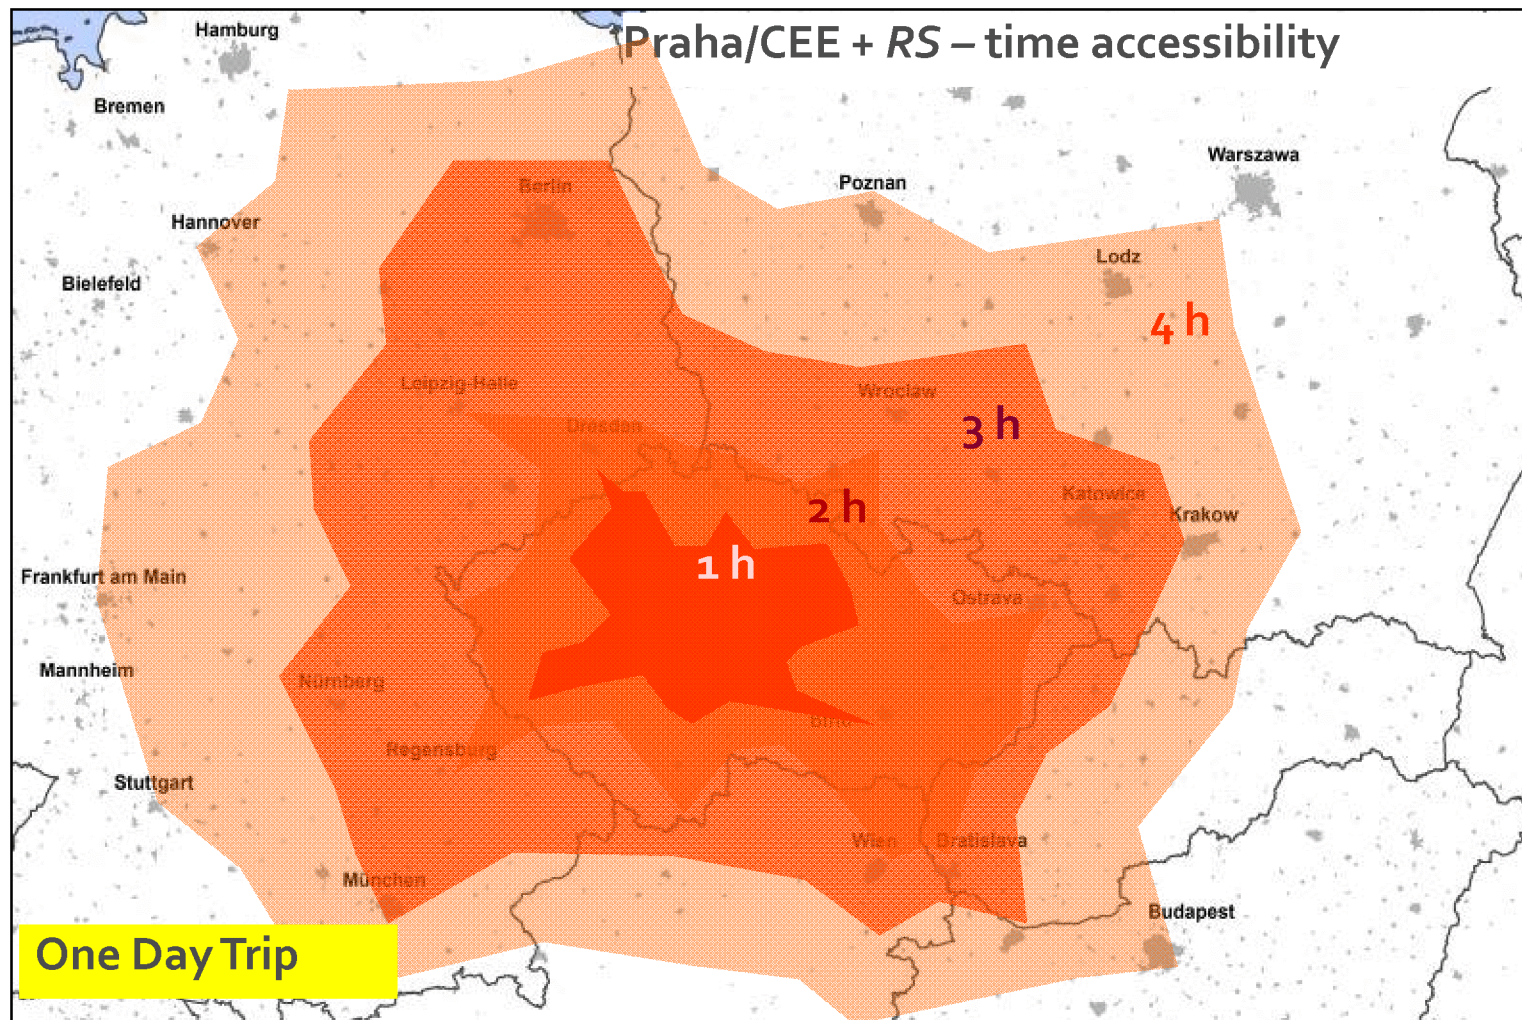 Praha/CEE + RS – time accessibility
Hamburg
Bremen
Warszawa
Berlin
Poznan
Hannover
Lodz
Bielefeld
4 h
Leipzig-Halle
Wroclaw
Dresden
3 h
Katowice
2 h
Krakow
1 h
Frankfurt am Main
Ostrava
Mannheim
Nürnberg
Brno
Regensburg
Stuttgart
Wien
Bratislava
München
Budapest
One Day Trip